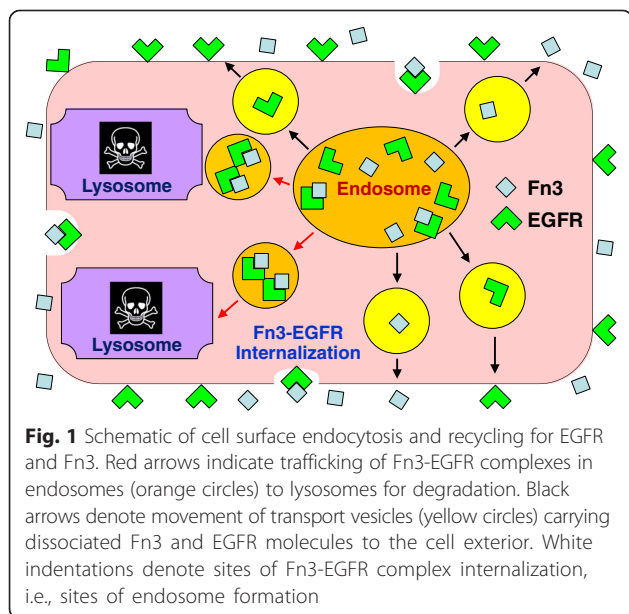 Lysosome
Endosome
Fn3
EGFR
Lysosome
Fn3-EGFR
Internalization
Fig. 1 Schematic of cell surface endocytosis and recycling for EGFR
and Fn3. Red arrows indicate trafficking of Fn3-EGFR complexes in
endosomes (orange circles) to lysosomes for degradation. Black
arrows denote movement of transport vesicles (yellow circles) carrying
dissociated Fn3 and EGFR molecules to the cell exterior. White
indentations denote sites of Fn3-EGFR complex internalization,
i.e., sites of endosome formation